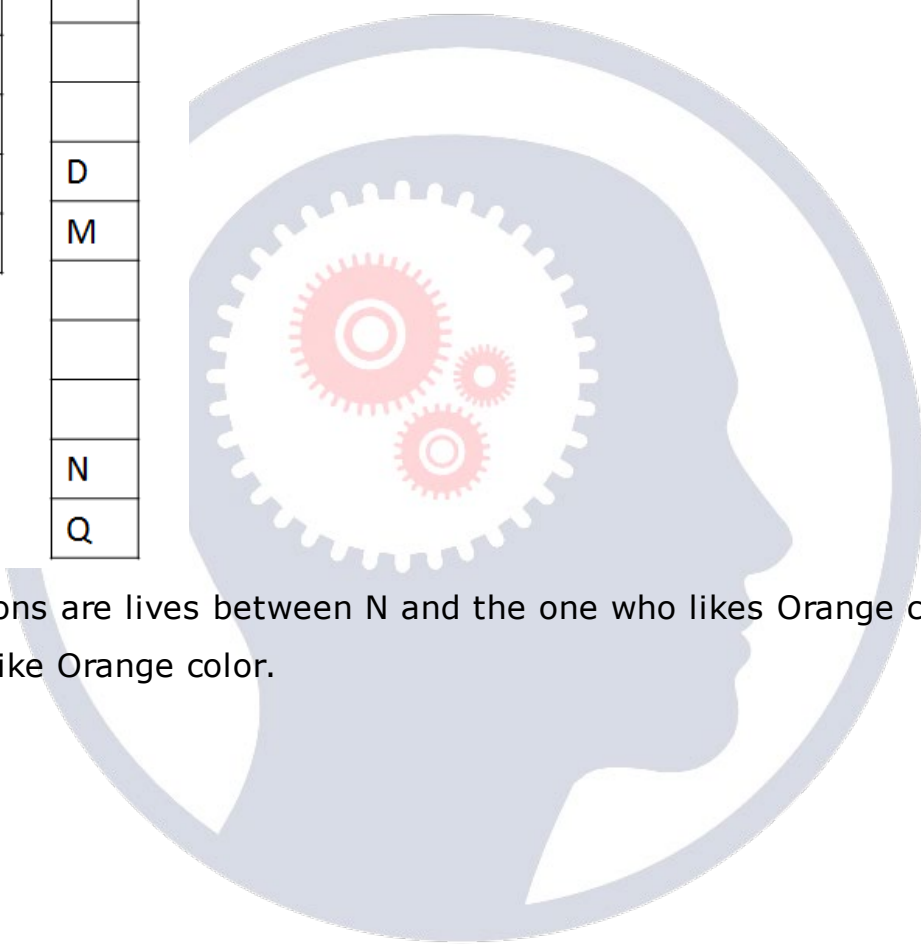 D
M
N
Q
ons are lives between N and the one who likes Orange c
ike Orange color.